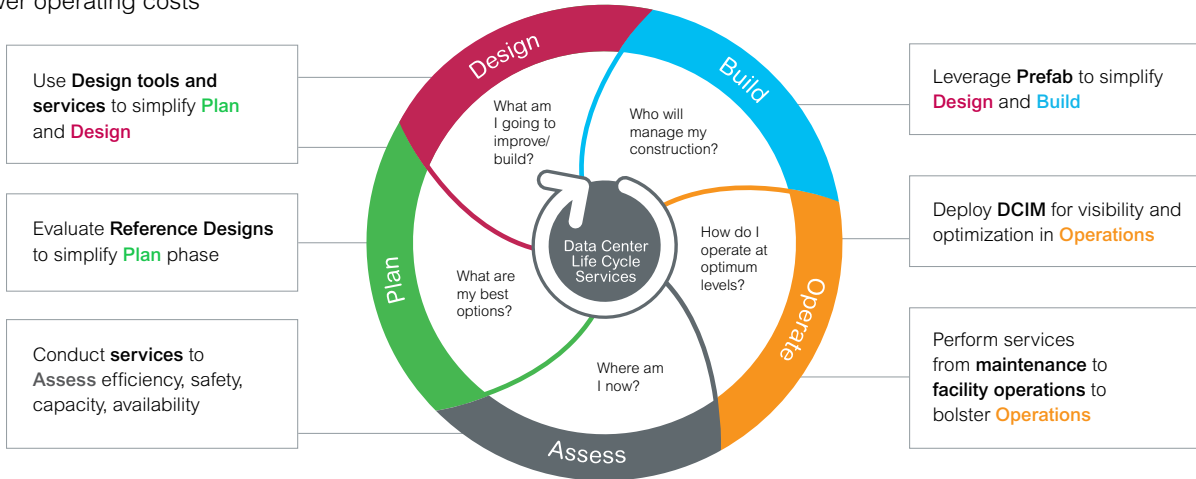 operating costs
Use Design tools and
services to simplify Plan
and Design
Evaluate Reference Designs
to simplify Plan phase
Conduct services to
Assess efficiency, safety,
capacity, availability
Design
What am
I going to
improve/
build?
Build
Who will
manage my
construction?
Plan
What are
my best
options?
Data Center
Life Cycle
Services
How do I
operate at
optimum
levels?
Operate
Where am
I now?
Assess
Leverage Prefab to simplify
Design and Build
Deploy DCIM for visibility and
optimization in Operations
Perform services
from maintenance to
facility operations to
bolster Operations